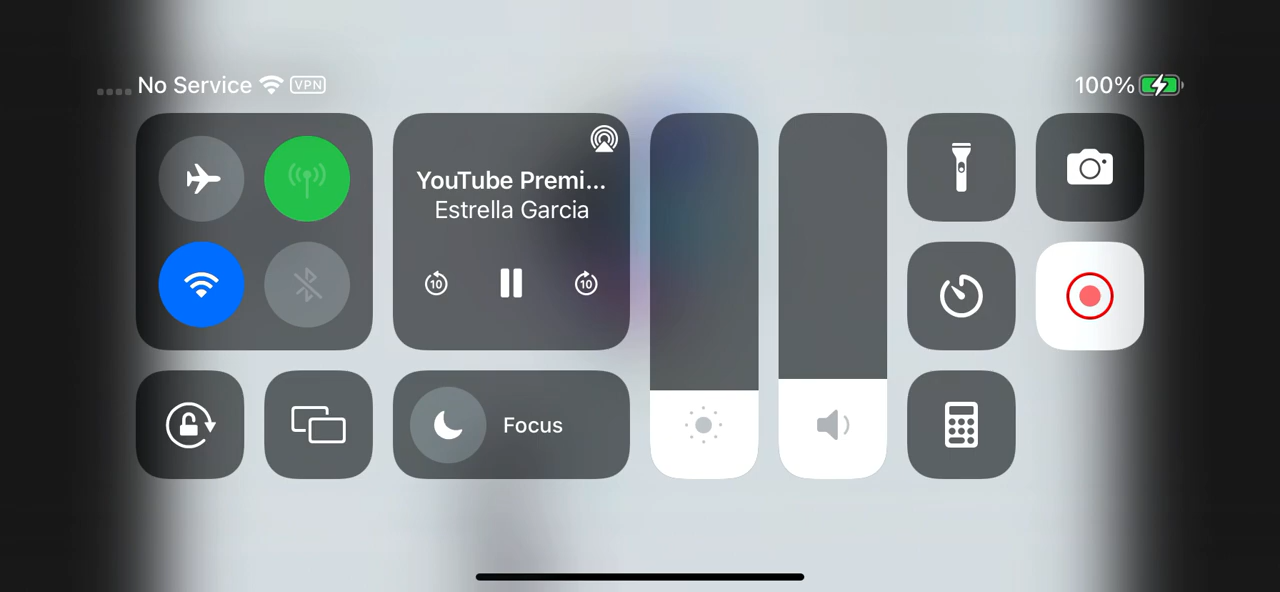 No Service VPN
100%
YouTube Premi...
Estrella Garcia
10
10
Focus